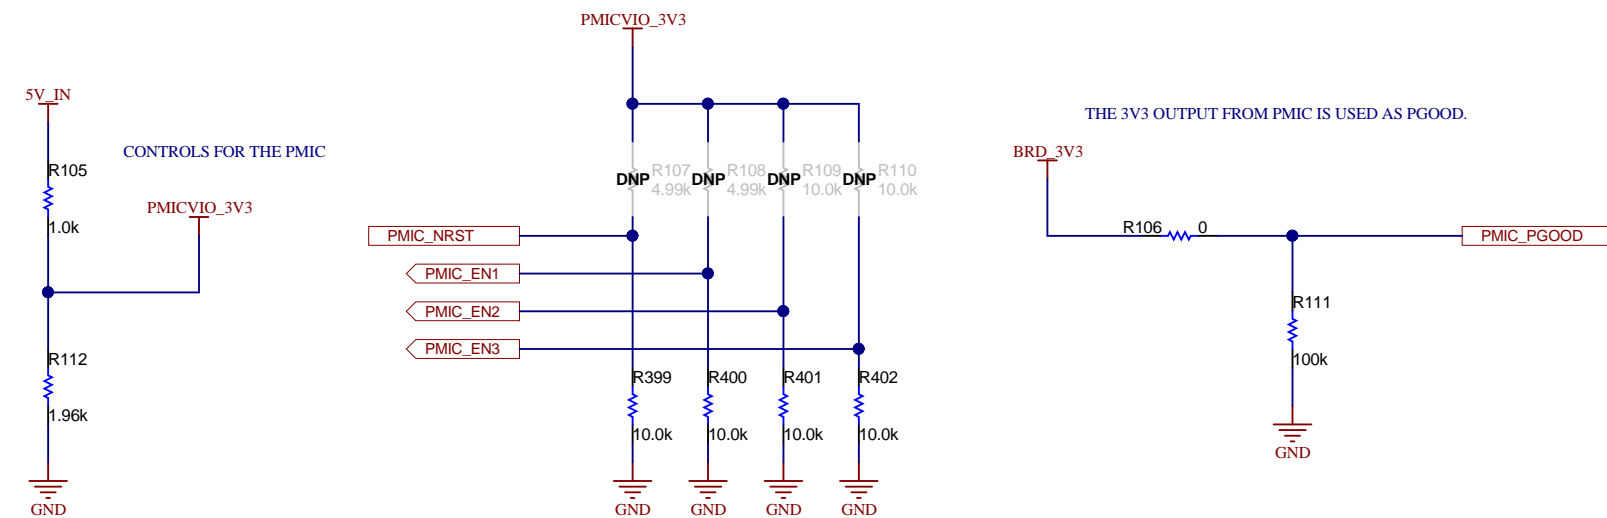 PMICVIO_3V3
5V_IN
THE 3V3 OUTPUT FROM PMIC IS USED AS PGOOD.
CONTROLS FOR THE PMIC
BRD_3V3
R105
1.0k
PMICVIO_3V3
DNP R107 4.99k
DNP R108 4.99k
DNP R109 10.0k
DNP R110 10.0k
PMIC_NRST
PMIC_EN1
PMIC_EN2
PMIC_EN3
R106 0
PMIC_PGOOD
R111
100k
GND
R112
1.96k
GND
R399
10.0k
GND
R400
10.0k
GND
R401
10.0k
GND
R402
10.0k
GND